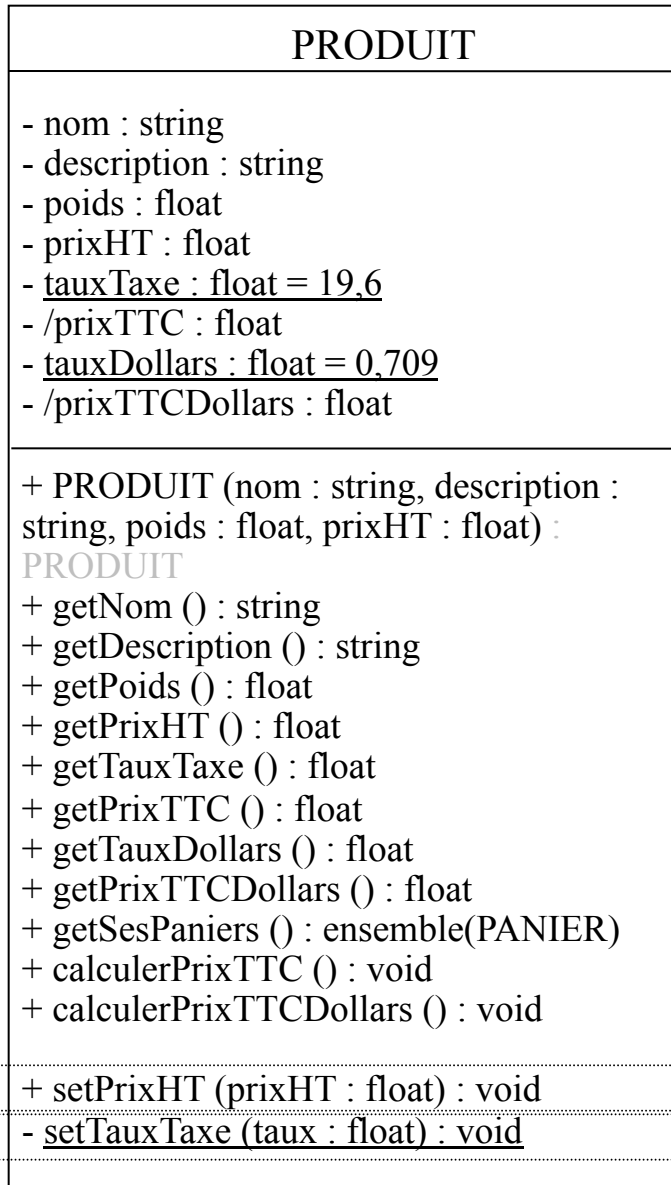 PRODUIT
- nom : string
- description : string
- poids : float
- prixHT : float
- tauxTaxe : float = 19,6
- /prixTTC : float
- tauxDollars : float = 0,709
- /prixTTCDollars : float
+ PRODUIT (nom : string, description :
string, poids : float, prixHT : float) :
PRODUIT
+ getNom () : string
+ getDescription () : string
+ getPoids () : float
+ getPrixHT () : float
+ getTauxTaxe () : float
+ getPrixTTC () : float
+ getTauxDollars () : float
+ getPrixTTCDollars () : float
+ getSesPaniers () : ensemble(PANIER)
+ calculerPrixTTC () : void
+ calculerPrixTTCDollars () : void
+ setPrixHT (prixHT : float) : void
- setTauxTaxe (taux : float) : void